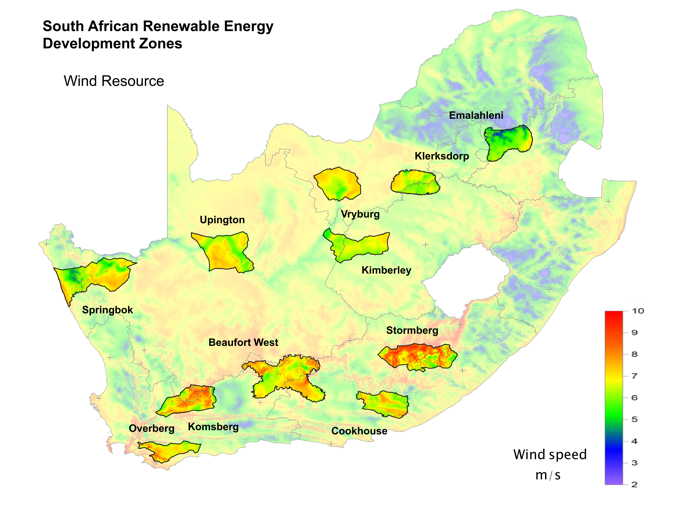 South African Renewable Energy
Development Zones
Wind Resource
Emalahleni
Klerksdorp
Vryburg
Upington
Kimberley
Springbok
Stormberg
Beaufort West
Overberg
Komsberg
Cookhouse
Wind speed
m/s
10
9
8
7
6
5
4
3
2